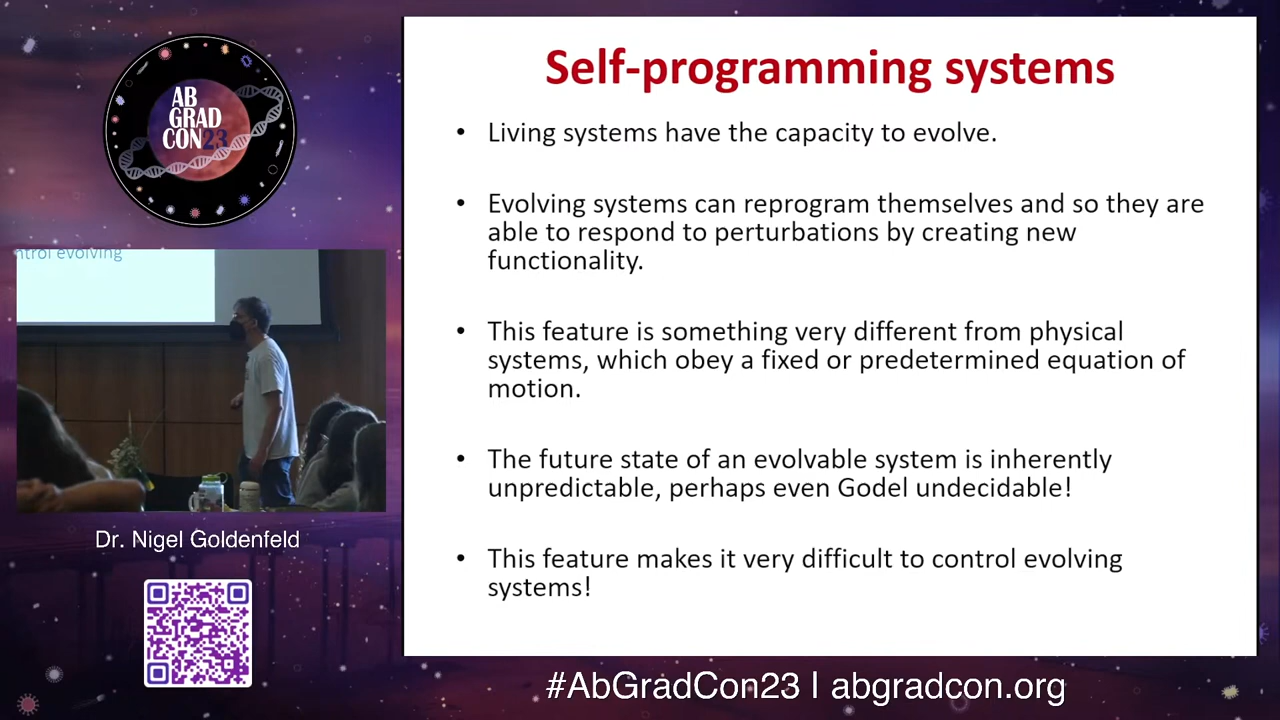 AB
GRAD
CON23
ntrol evolving
Dr. Nigel Goldenfeld
Self-programming systems
• Living systems have the capacity to evolve.
• Evolving systems can reprogram themselves and so they are
able to respond to perturbations by creating new
functionality.
• This feature is something very different from physical
systems, which obey a fixed or predetermined equation of
motion.
• The future state of an evolvable system is inherently
unpredictable, perhaps even Godel undecidable!
• This feature makes it very difficult to control evolving
systems!
#AbGradCon23 | abgradcon.org